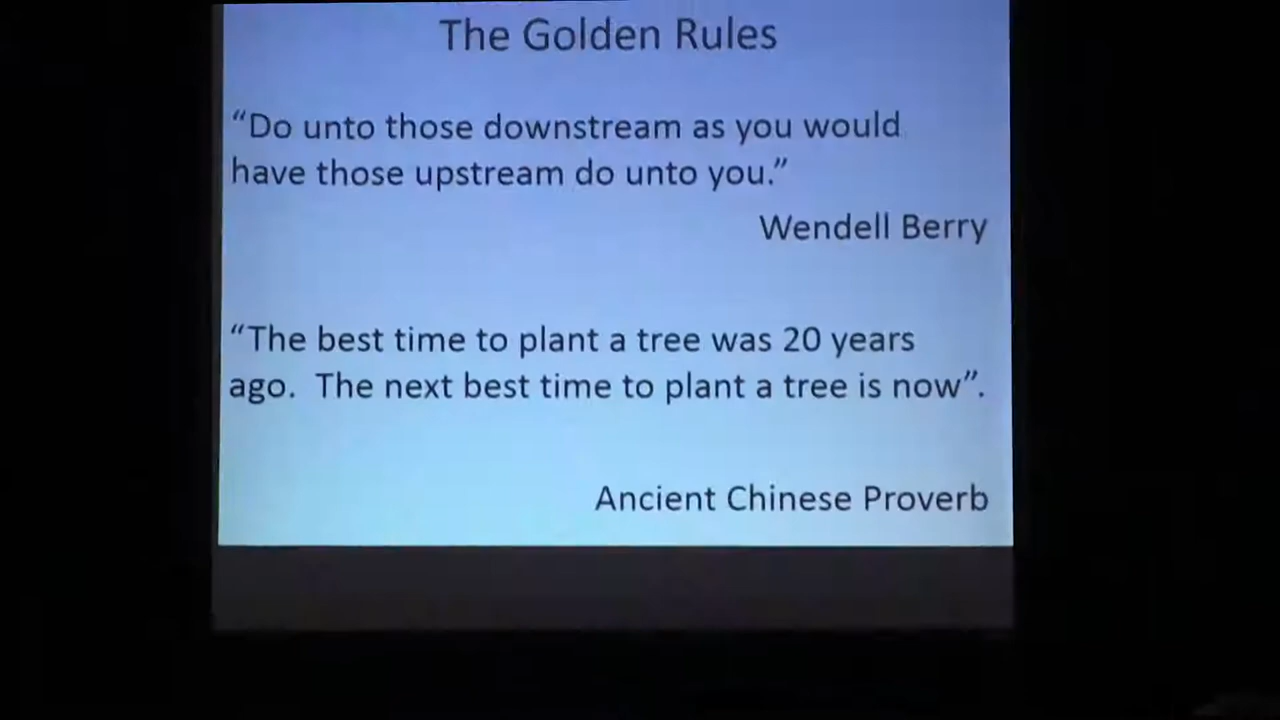 The Golden Rules
“Do unto those downstream as you would
have those upstream do unto you.”
Wendell Berry
“The best time to plant a tree was 20 years
ago.  The next best time to plant a tree is now”.
Ancient Chinese Proverb